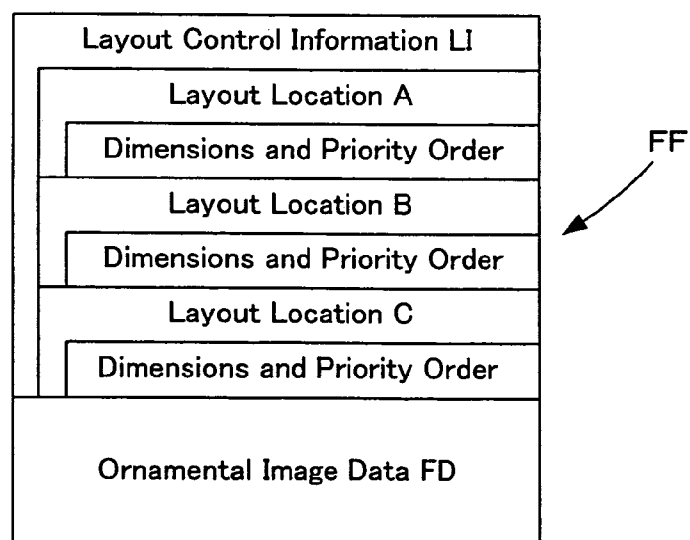 Layout Control Information LI
Layout Location A
Dimensions and Priority Order
FF
Layout Location B
Dimensions and Priority Order
Layout Location C
Dimensions and Priority Order
Ornamental Image Data FD